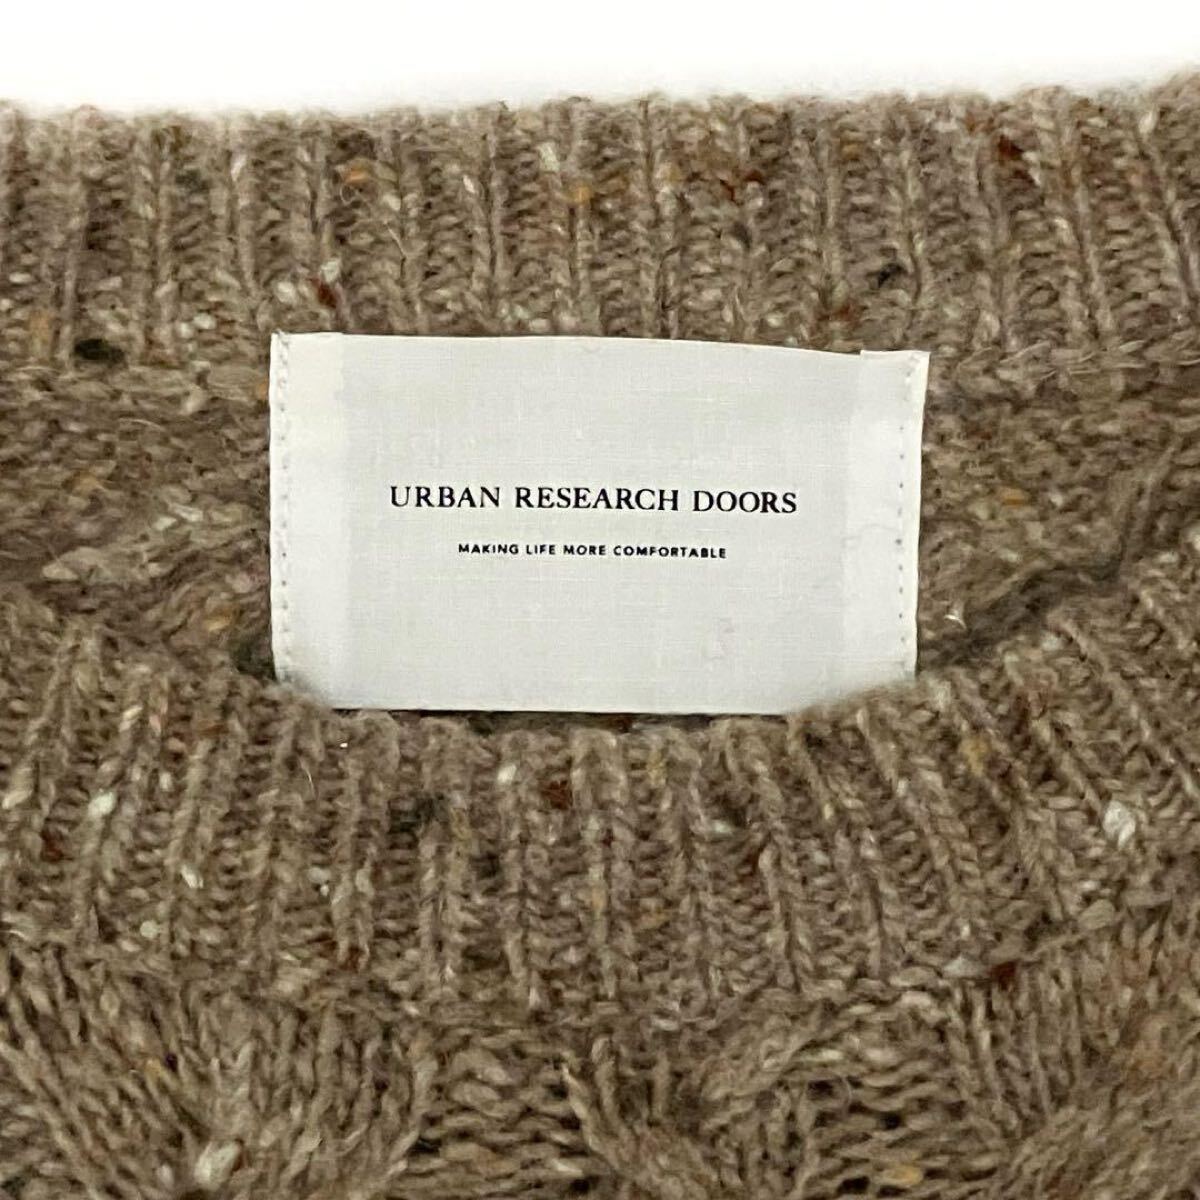 URBAN RESEARCH DOORS
MAKING LIFE MORE COMFORTABLE